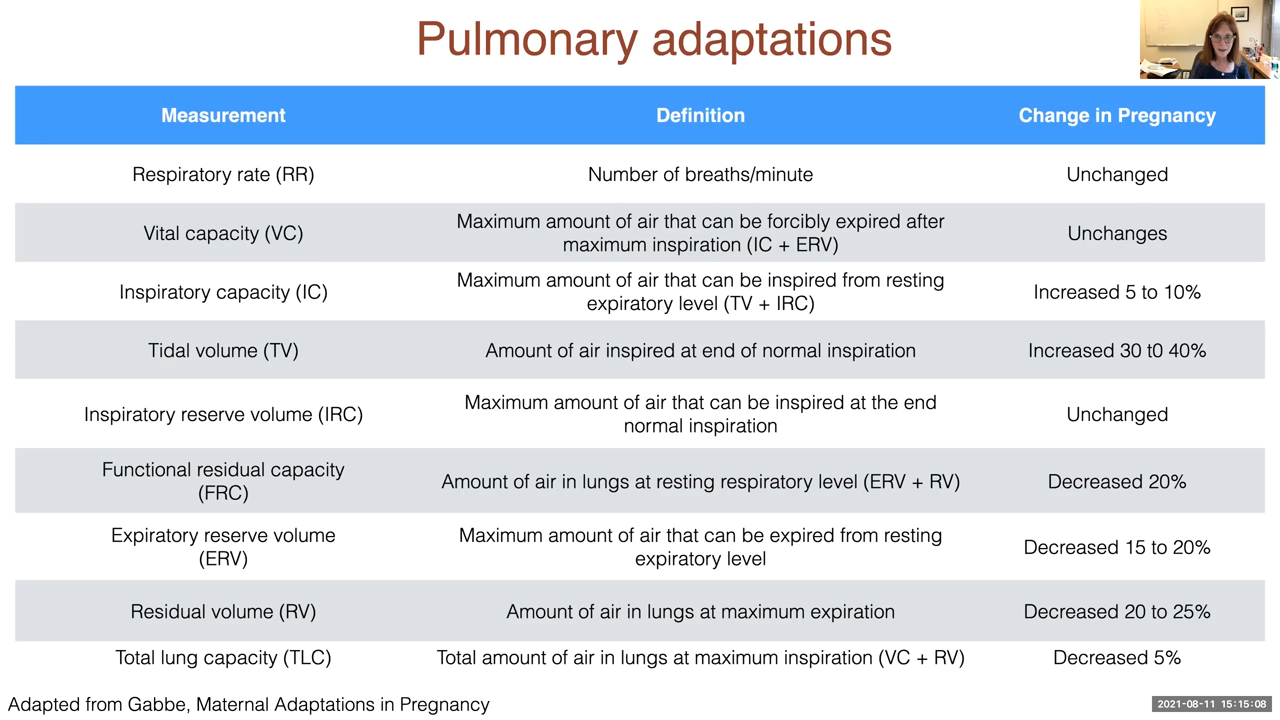 Pulmonary adaptations
Measurement
Definition
Change in Pregnancy
Respiratory rate (RR)
Number of breaths/minute
Unchanged
Vital capacity (VC)
Maximum amount of air that can be forcibly expired after
maximum inspiration (IC + ERV)
Unchanges
Inspiratory capacity (IC)
Maximum amount of air that can be inspired from resting
expiratory level (TV + IRC)
Increased 5 to 10%
Tidal volume (TV)
Amount of air inspired at end of normal inspiration
Increased 30 t0 40%
Inspiratory reserve volume (IRC)
Maximum amount of air that can be inspired at the end
normal inspiration
Unchanged
Functional residual capacity
(FRC)
Amount of air in lungs at resting respiratory level (ERV + RV)
Decreased 20%
Expiratory reserve volume
(ERV)
Maximum amount of air that can be expired from resting
expiratory level
Decreased 15 to 20%
Residual volume (RV)
Amount of air in lungs at maximum expiration
Decreased 20 to 25%
Total lung capacity (TLC)
Total amount of air in lungs at maximum inspiration (VC + RV)
Decreased 5%
Adapted from Gabbe, Maternal Adaptations in Pregnancy
2021-08-11 15:15:08